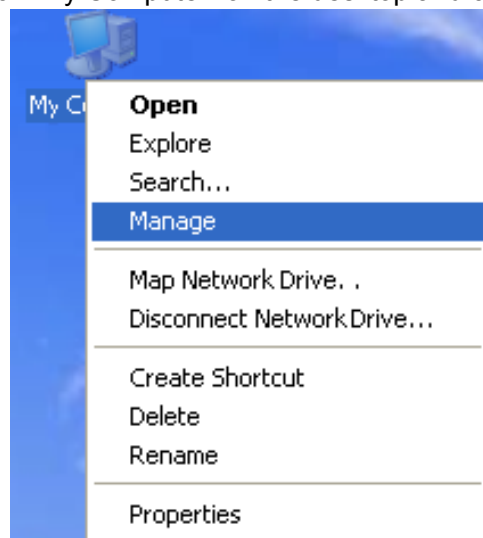 My C
Open
Explore
Search...
Manage
Map Network Drive. .
Disconnect Network Drive...
Create Shortcut
Delete
Rename
Properties